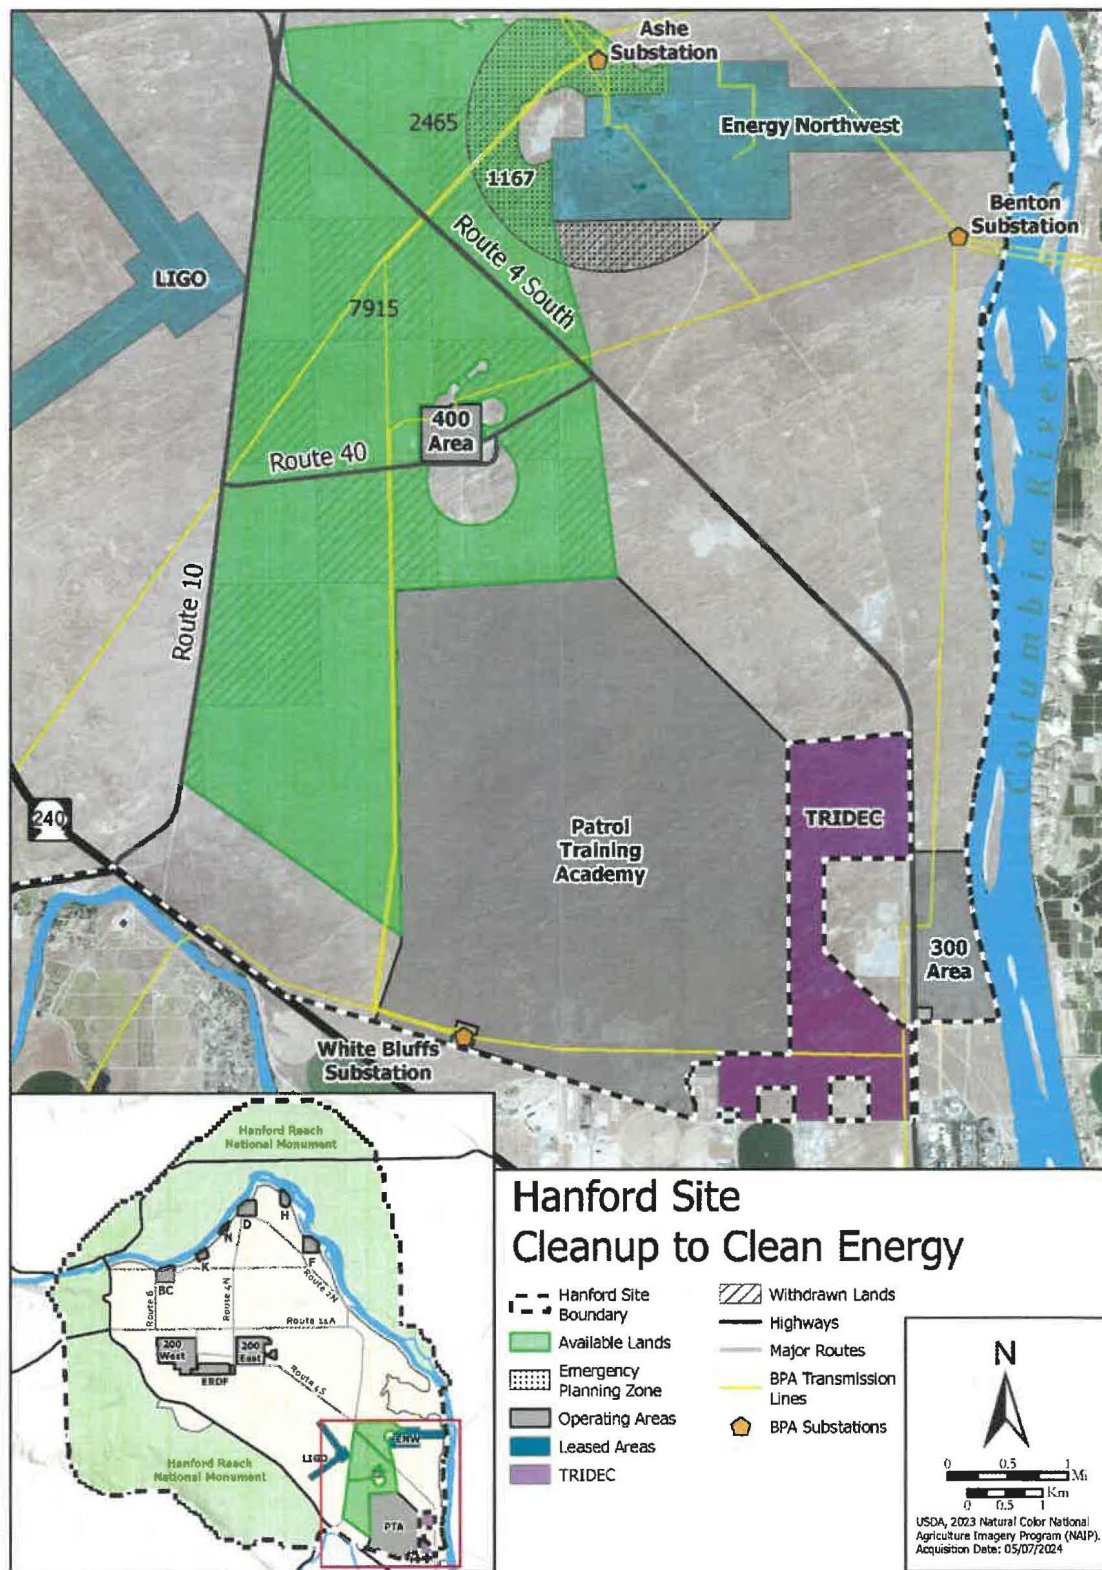 Ashe
Substation
2465
Energy Northwest
1167
Benton
Substation
Route 4 South
LIGO
7915
400
Area
Route 40
Columbia River
Route 10
240
TRIDEC
Patrol
Training
Academy
300
Area
White Bluffs
Substation
Hanford Reach
National Monument
H
D
N
K
F
BC
Route 6
Route 4N
Route 2N
Route 11A
200
West
200
East
ERDF
Route 4S
ENW
LIGO
Hanford Reach
National Monument
PTA
Hanford Site
Cleanup to Clean Energy
Hanford Site
Boundary
Available Lands
Emergency
Planning Zone
Operating Areas
Leased Areas
TRIDEC
Withdrawn Lands
Highways
Major Routes
BPA Transmission
Lines
BPA Substations
N
0 0.5 1
Mi
Km
0 0.5 1
USDA, 2023 Natural Color National
Agriculture Imagery Program (NAIP).
Acquisition Date: 05/07/2024